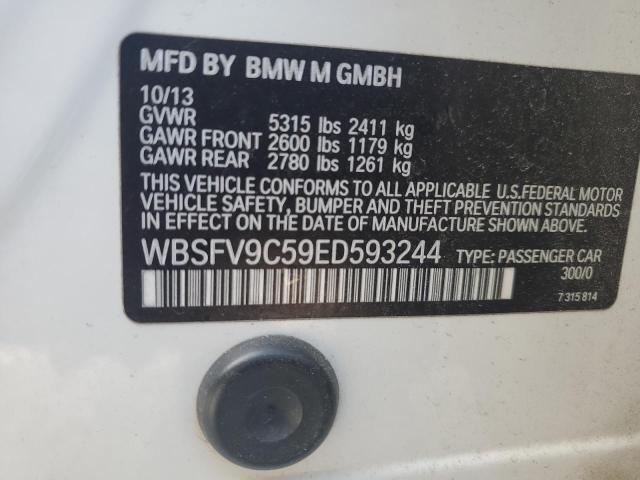 MFD BY BMW M GMBH
10/13
GVWR 5315 lbs 2411 kg
GAWR FRONT 2600 lbs 1179 kg
GAWR REAR 2780 lbs 1261 kg
THIS VEHICLE CONFORMS TO ALL APPLICABLE U.S.FEDERAL MOTOR
VEHICLE SAFETY, BUMPER AND THEFT PREVENTION STANDARDS
IN EFFECT ON THE DATE OF MANUFACTURE SHOWN ABOVE.
WBSFV9C59ED593244 TYPE: PASSENGER CAR
300/0
7 315 814